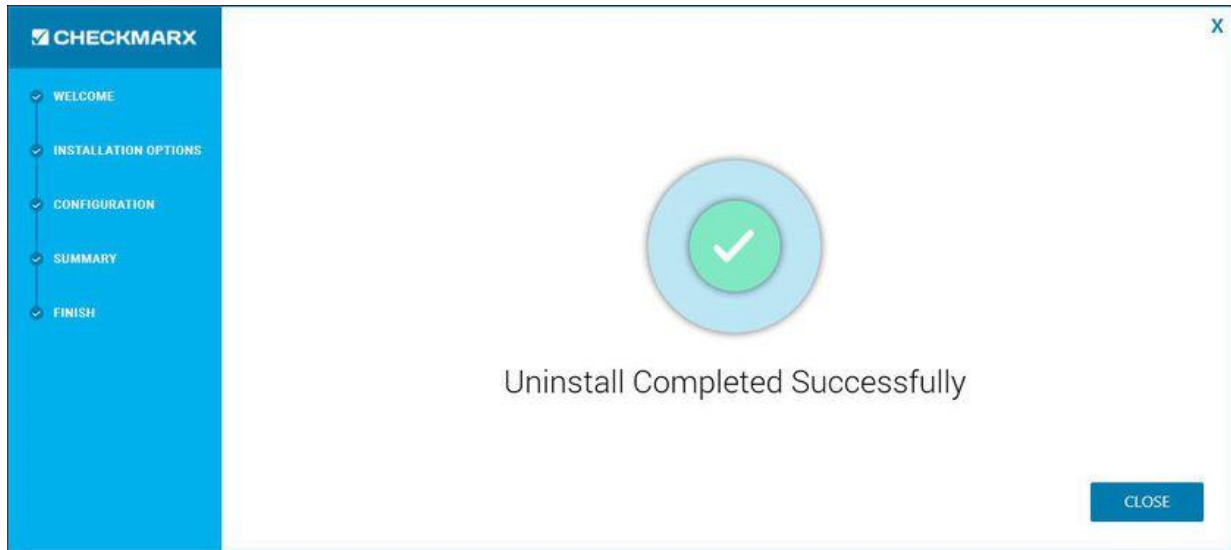 CHECKMARX
X
WELCOME
INSTALLATION OPTIONS
CONFIGURATION
SUMMARY
FINISH
Uninstall Completed Successfully
CLOSE